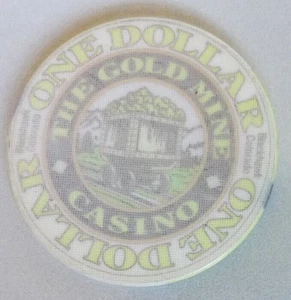 ONE DOLLAR
THE GOLD MINE
CASINO
ONE DOLLAR